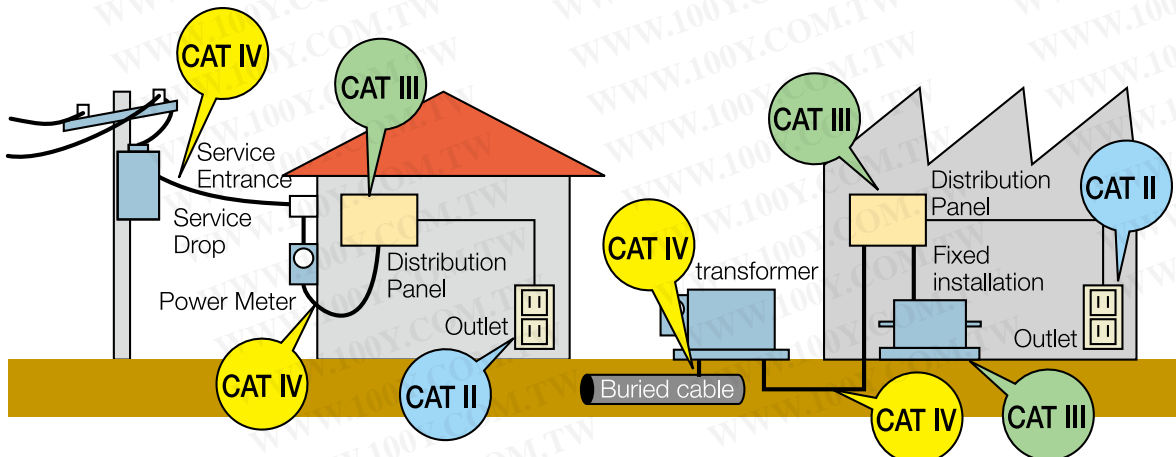 CAT IV
CAT III
Service
Entrance
Service
Drop
Power Meter
Distribution
Panel
Outlet
CAT IV
CAT II
CAT IV
transformer
Buried cable
CAT III
Distribution
Panel
CAT II
Fixed
installation
Outlet
CAT IV
CAT III
WWW.100Y.COM.TW